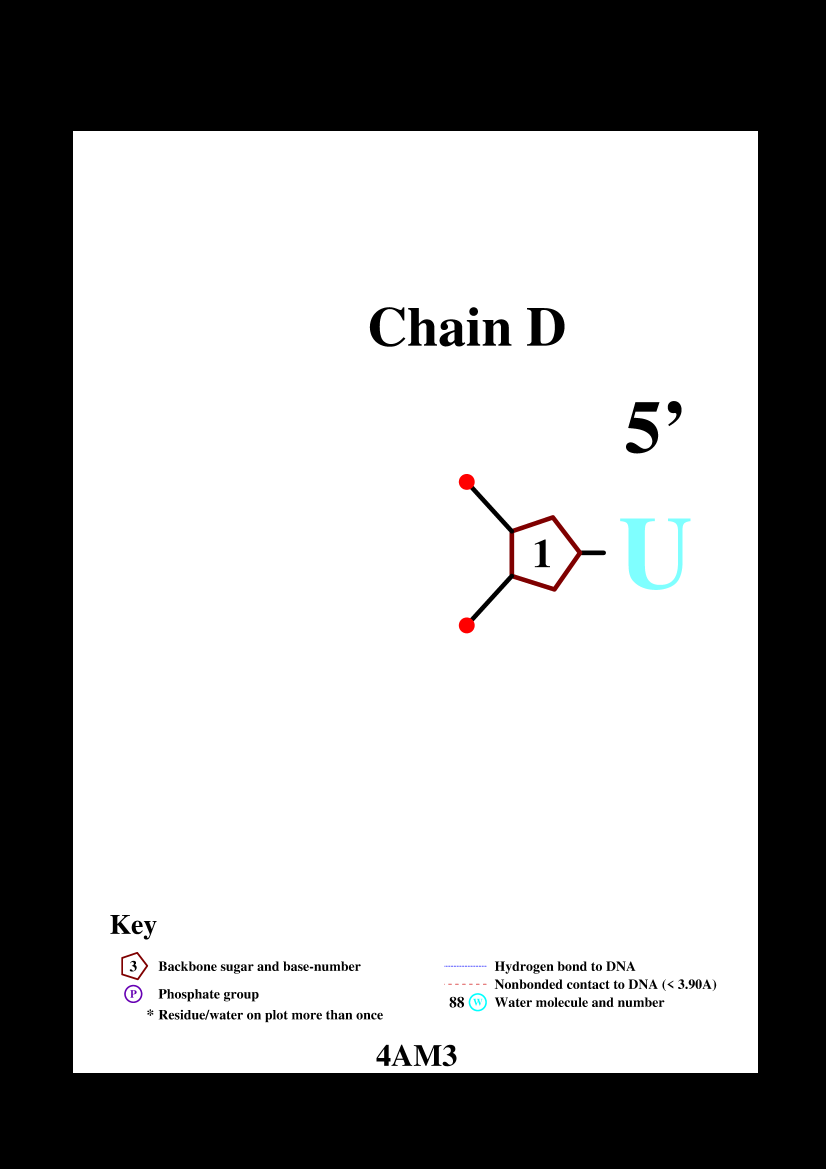 Chain D
5’
1 U
Key
3 Backbone sugar and base-number
P Phosphate group
* Residue/water on plot more than once
Hydrogen bond to DNA
Nonbonded contact to DNA (< 3.90A)
88 W Water molecule and number
4AM3